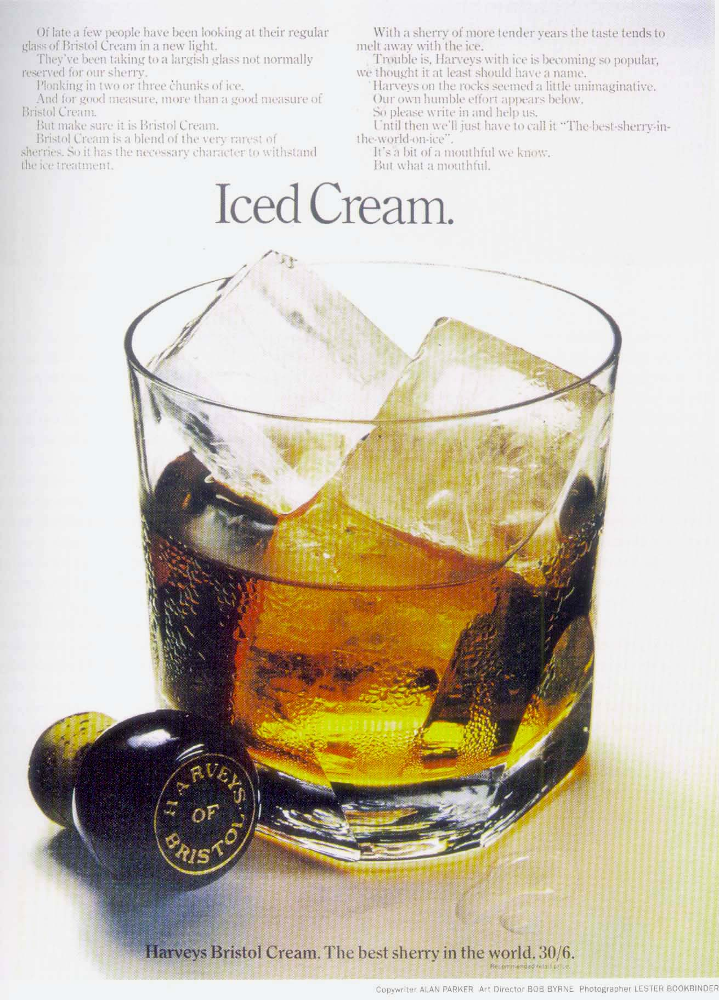 Of late a few people have been looking at their regular
glass of Bristol Cream in a new light.
They've been taking to a largish glass not normally
reserved for our sherry.
Plonking in two or three chunks of ice.
And for good measure, more than a good measure of
Bristol Cream.
But make sure it is Bristol Cream.
Bristol Cream is a blend of the very rarest of
sherries. So it has the necessary character to withstand
the ice treatment.
With a sherry of more tender years the taste tends to
melt away with the ice.
Trouble is, Harveys with ice is becoming so popular,
we thought it at least should have a name.
Harveys on the rocks seemed a little unimaginative.
Our own humble effort appears below.
So please write in and help us.
Until then we'll just have to call it “The-best-sherry-in-
the-world-on-ice”.
It's a bit of a mouthful we know.
But what a mouthful.
Iced Cream.
HARVEYS
OF
BRISTOL
Harveys Bristol Cream. The best sherry in the world. 30/6.
Recommended retail price.
Copywriter ALAN PARKER Art Director BOB BYRNE Photographer LESTER BOOKBINDER